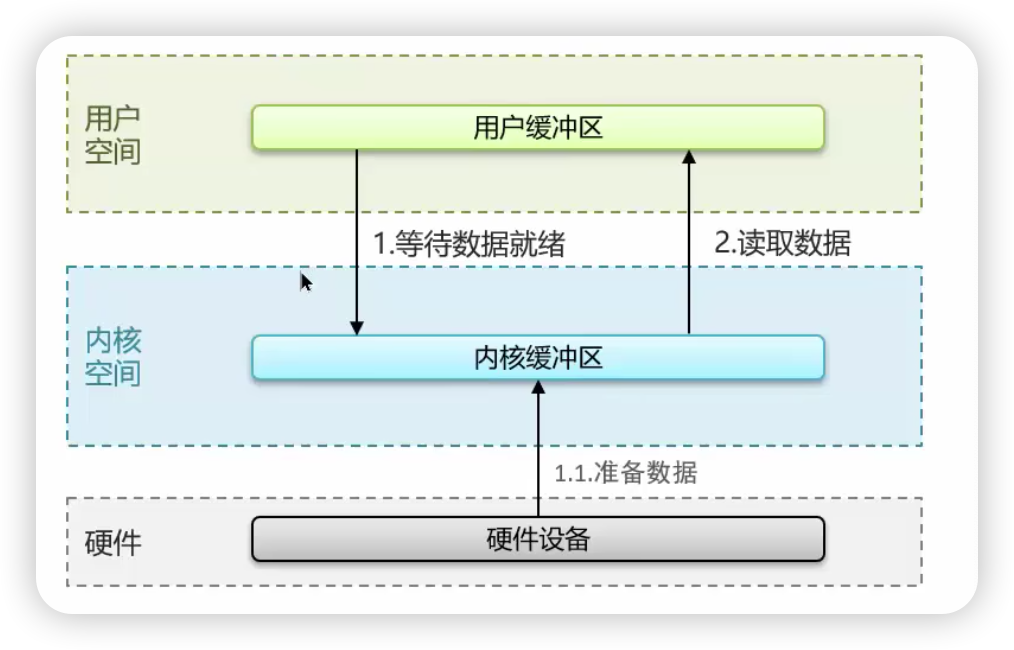 用户
空间
用户缓冲区
1.等待数据就绪
2.读取数据
内核
空间
内核缓冲区
1.1.准备数据
硬件
硬件设备